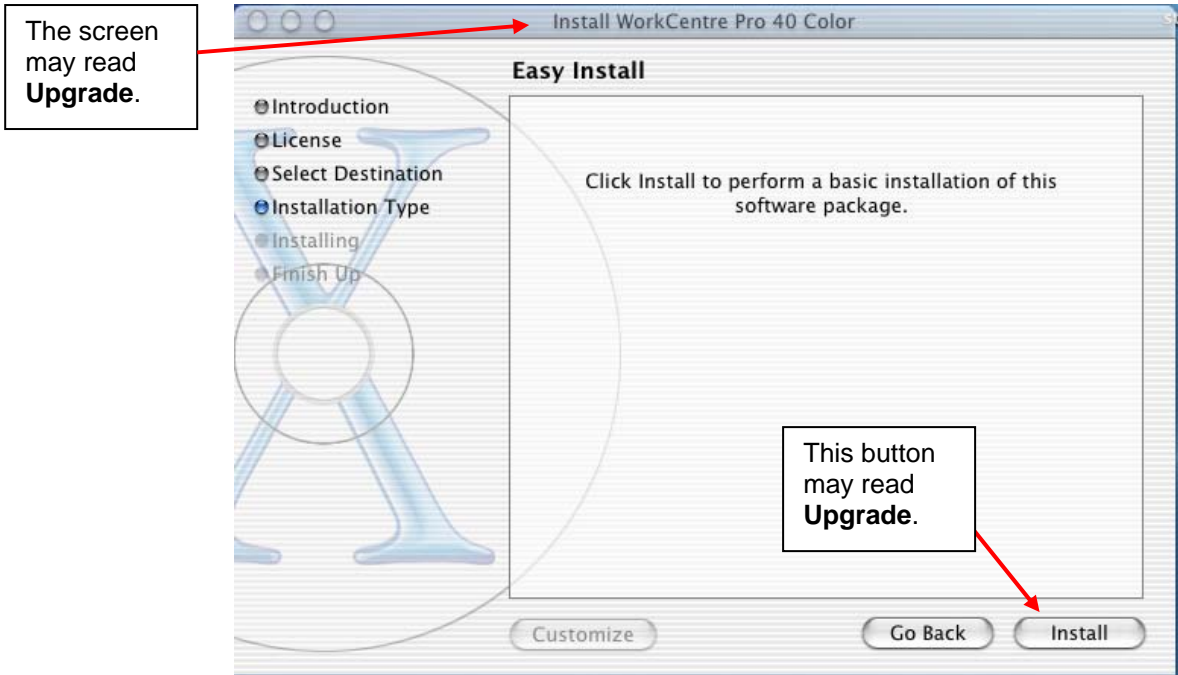 The screen
may read
Upgrade.
Install WorkCentre Pro 40 Color
Easy Install
Introduction
License
Select Destination
Installation Type
Installing
Finish Up
Click Install to perform a basic installation of this
software package.
This button
may read
Upgrade.
Customize
Go Back
Install